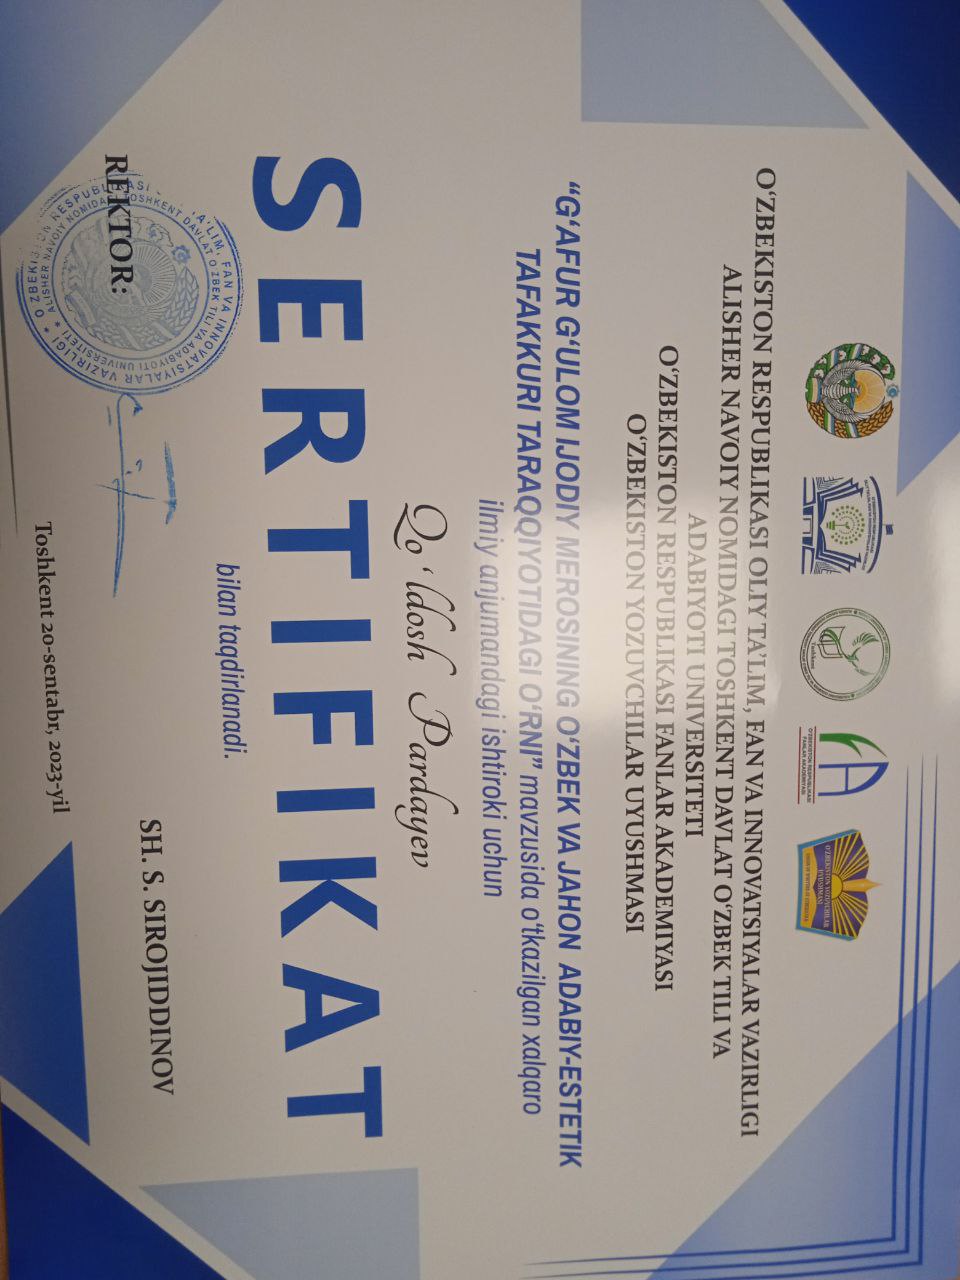 O‘ZBEKISTON RESPUBLIKASI OLIY TA’LIM, FAN VA INNOVATSIYALAR VAZIRLIGI
ALISHER NAVOIY NOMIDAGI TOSHKENT DAVLAT O‘ZBEK TILI VA
ADABIYOTI UNIVERSITETI
O‘ZBEKISTON RESPUBLIKASI FANLAR AKADEMIYASI
O‘ZBEKISTON YOZUVCHILAR UYUSHMASI
“G‘AFUR G‘ULOM IJODIY MEROSINING O‘ZBEK VA JAHON ADABIY-ESTETIK
TAFAKKURI TARAQQIYOTIDAGI O‘RNI” mavzusida o‘tkazilgan xalqaro
ilmiy anjumandagi ishtiroki uchun
Qo‘ldosh Pardayev
SERTIFIKAT
bilan taqdirlanadi.
REKTOR:
SH. S. SIROJIDDINOV
Toshkent 20-sentabr, 2023-yil